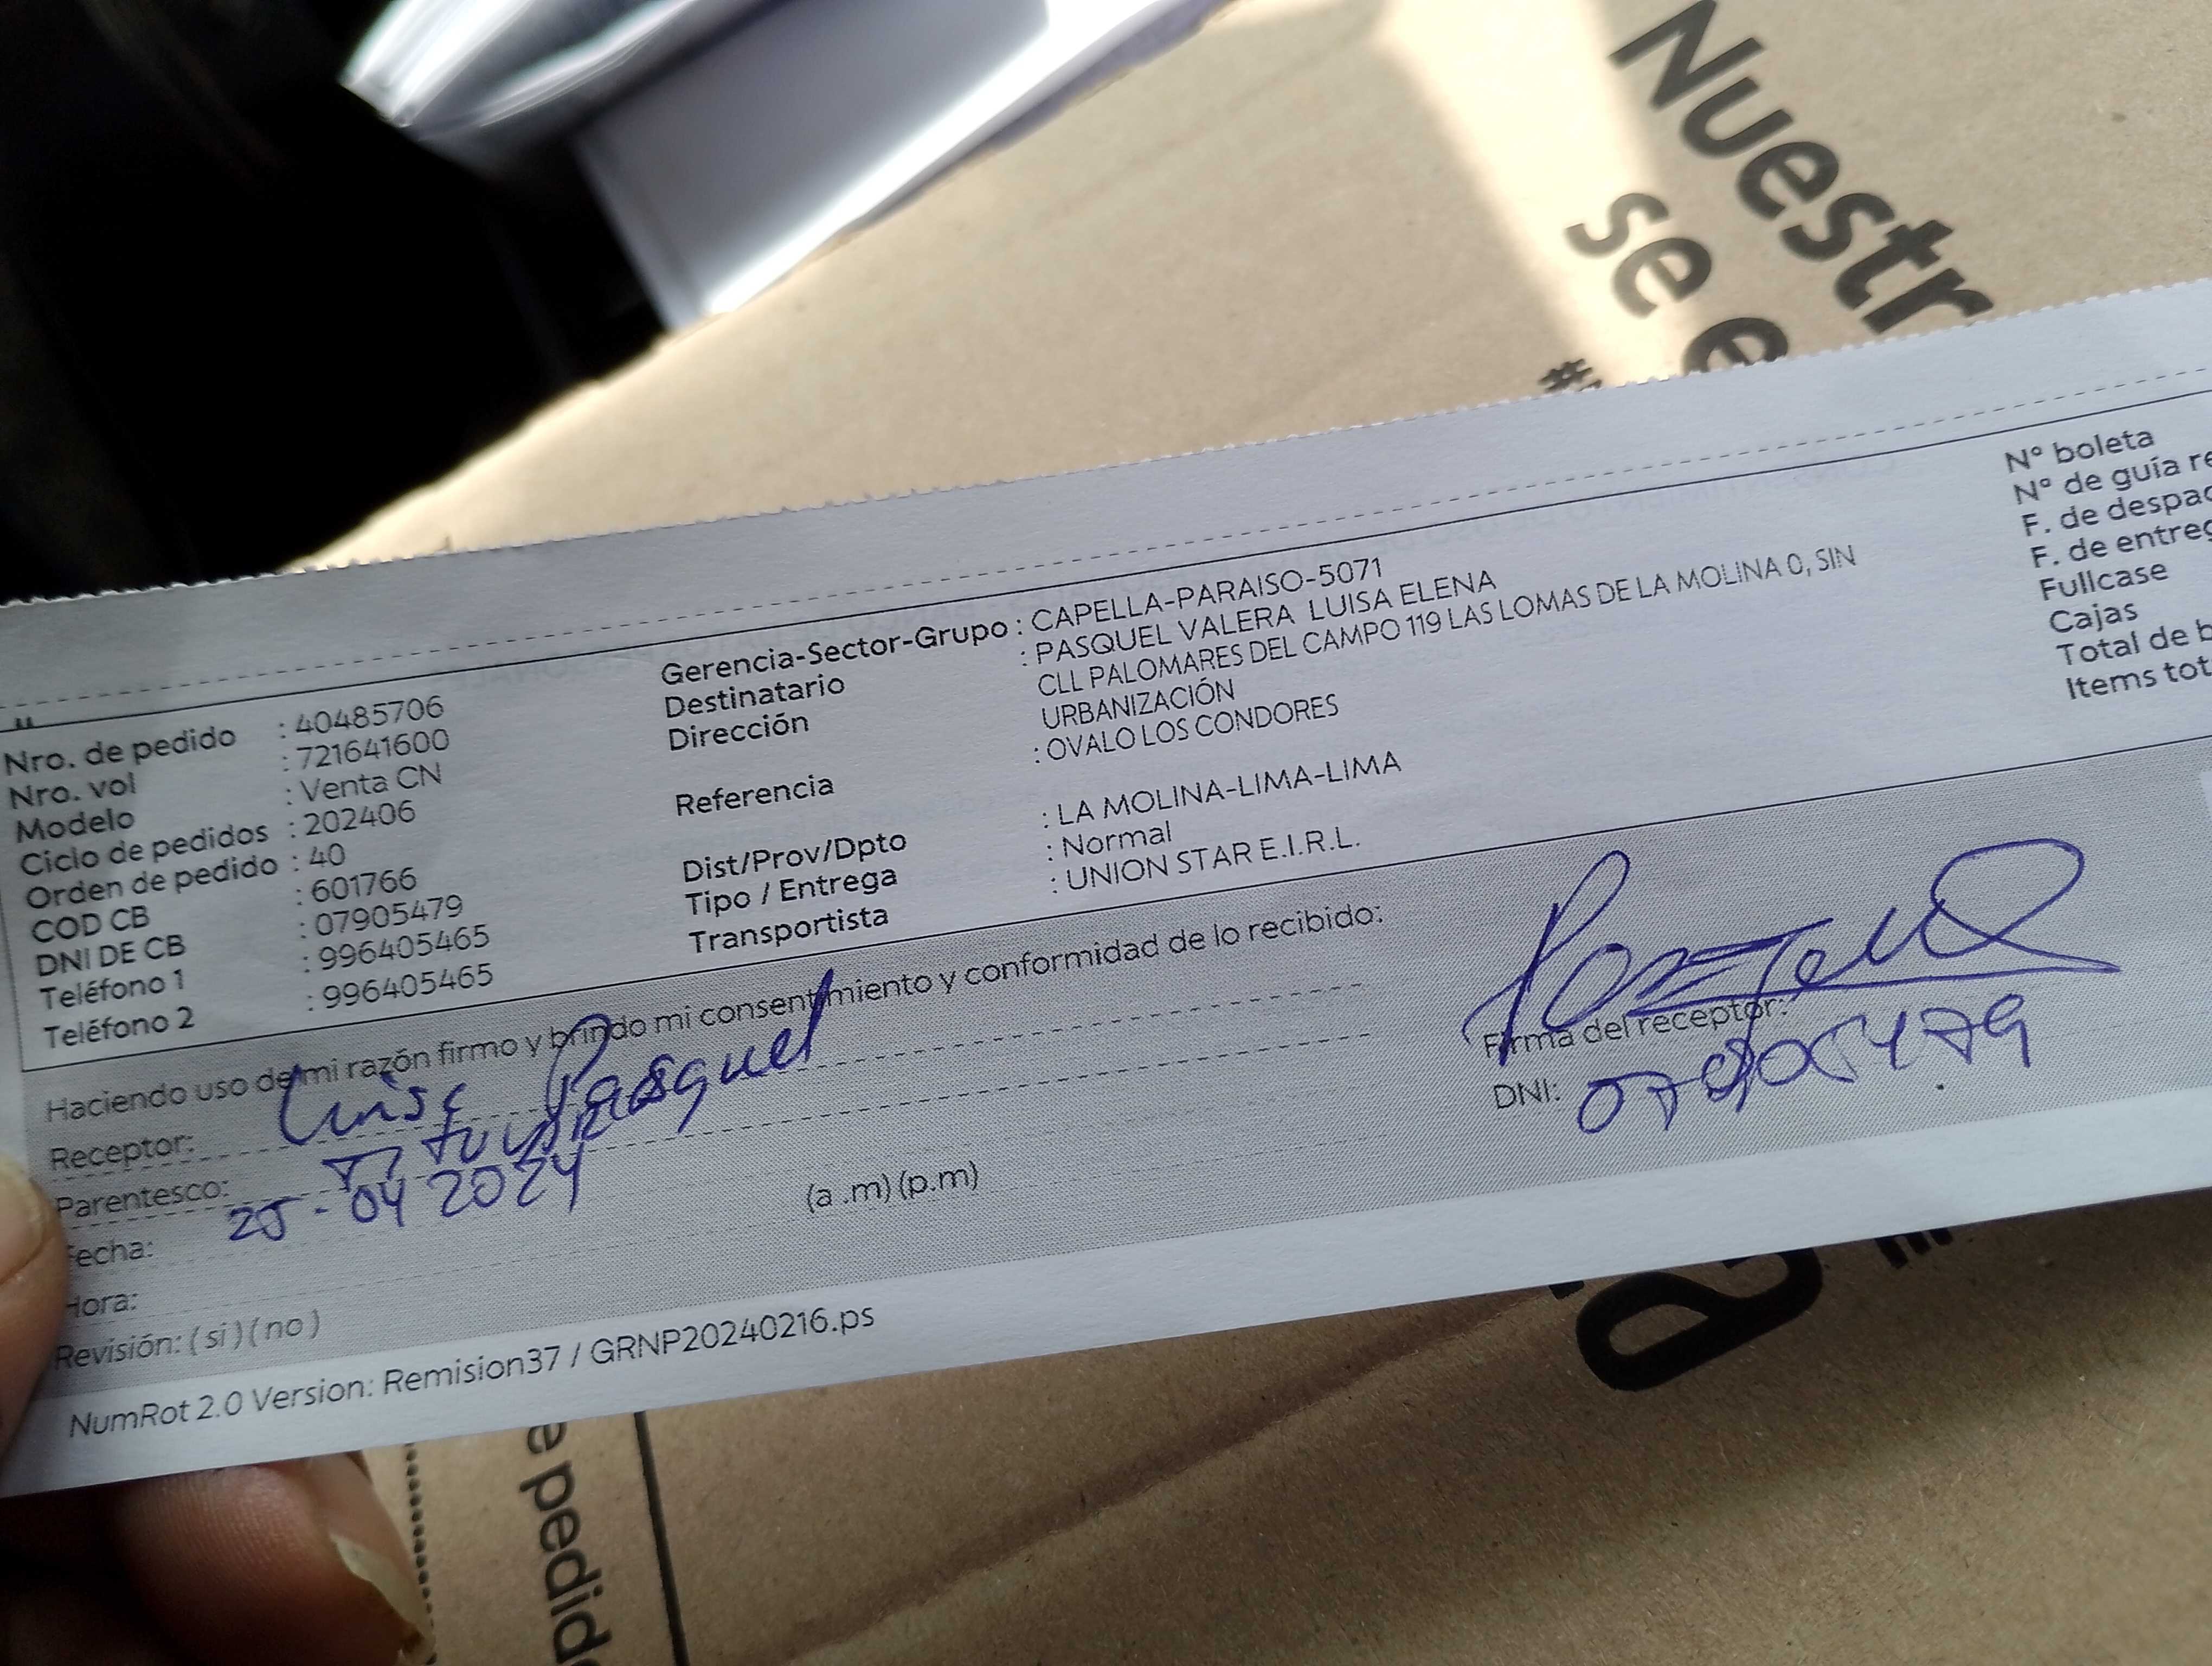 Nuestr
se e
#
Nro. de pedido : 40485706
Nro. vol : 721641600
Modelo : Venta CN
Ciclo de pedidos : 202406
Orden de pedido : 40
COD CB : 601766
DNI DE CB : 07905479
Teléfono 1 : 996405465
Teléfono 2 : 996405465
Gerencia-Sector-Grupo : CAPELLA-PARAISO-5071
Destinatario : PASQUEL VALERA LUISA ELENA
Dirección CLL PALOMARES DEL CAMPO 119 LAS LOMAS DE LA MOLINA 0, SIN
URBANIZACIÓN
Referencia : OVALO LOS CONDORES
Dist/Prov/Dpto : LA MOLINA-LIMA-LIMA
Tipo / Entrega : Normal
Transportista : UNION STAR E.I.R.L.
N° boleta
N° de guía re
F. de despac
F. de entreg
Fullcase
Cajas
Total de b
Items tot
Haciendo uso de mi razón firmo y brindo mi consentimiento y conformidad de lo recibido:
Receptor: Luisa Pasquel
Parentesco:
Fecha: 25-04 2024
Hora: (a .m) (p.m)
Revisión: ( si ) ( no )
Firma del receptor:
DNI: 07905479
NumRot 2.0 Version: Remision37 / GRNP20240216.ps
e pedido